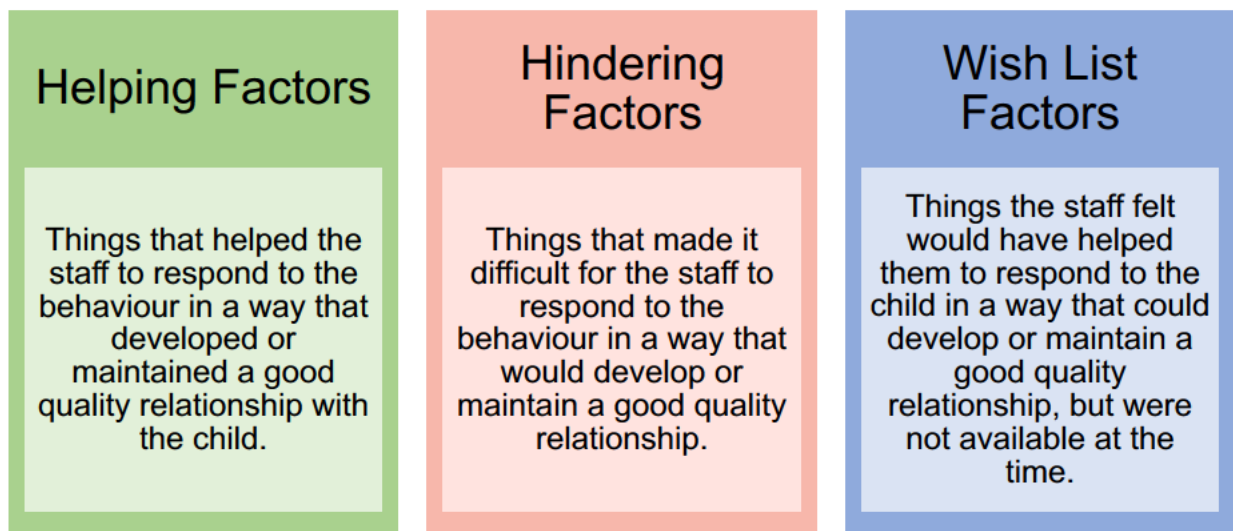 Helping Factors
Things that helped the
staff to respond to the
behaviour in a way that
developed or
maintained a good
quality relationship with
the child.
Hindering
Factors
Things that made it
difficult for the staff to
respond to the
behaviour in a way that
would develop or
maintain a good quality
relationship.
Wish List
Factors
Things the staff felt
would have helped
them to respond to the
child in a way that could
develop or maintain a
good quality
relationship, but were
not available at the
time.